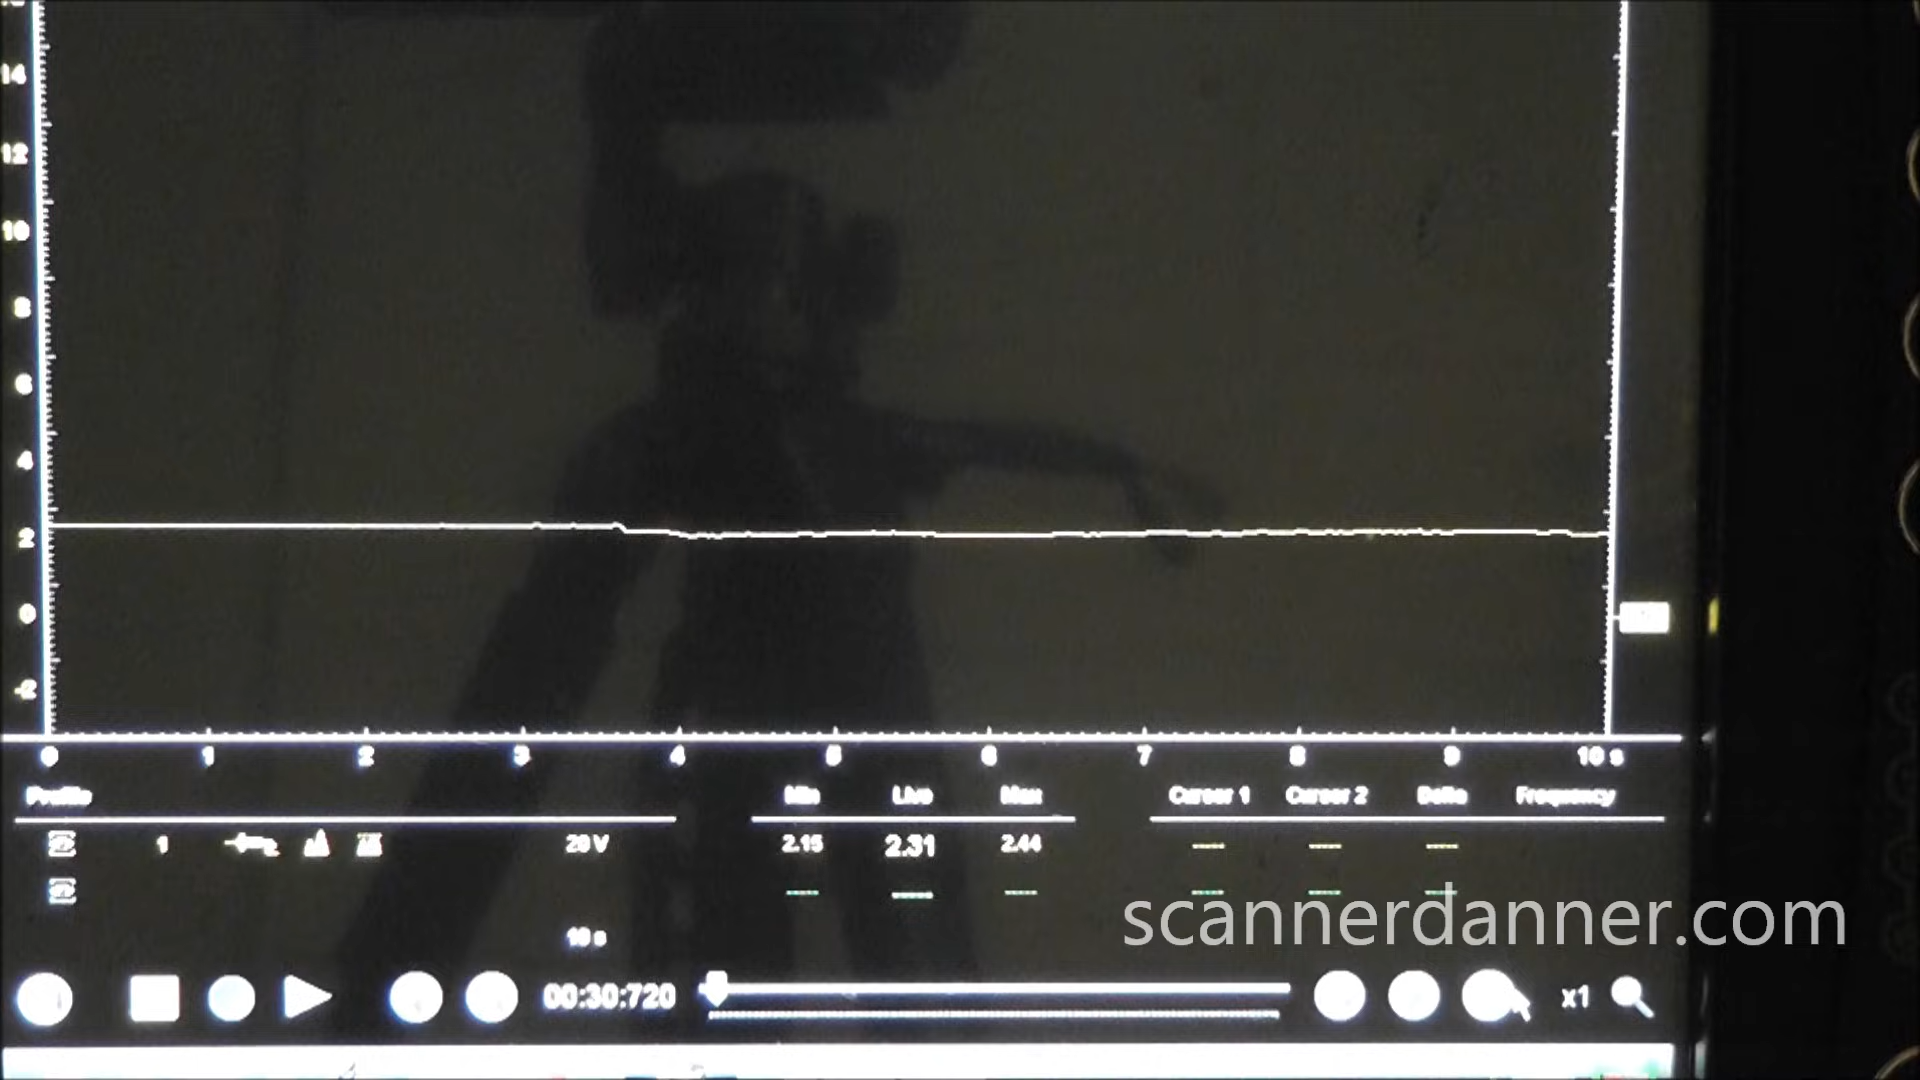 14
12
10
8
6
4
2
0
-2
0 1 2 3 4 5 6 7 8 9 10 s
Profile Min Live Max Cursor 1 Cursor 2 Delta Frequency
1 20 V 2.15 2.31 2.44
10 s
scannerdanner.com
00:30:720 x1